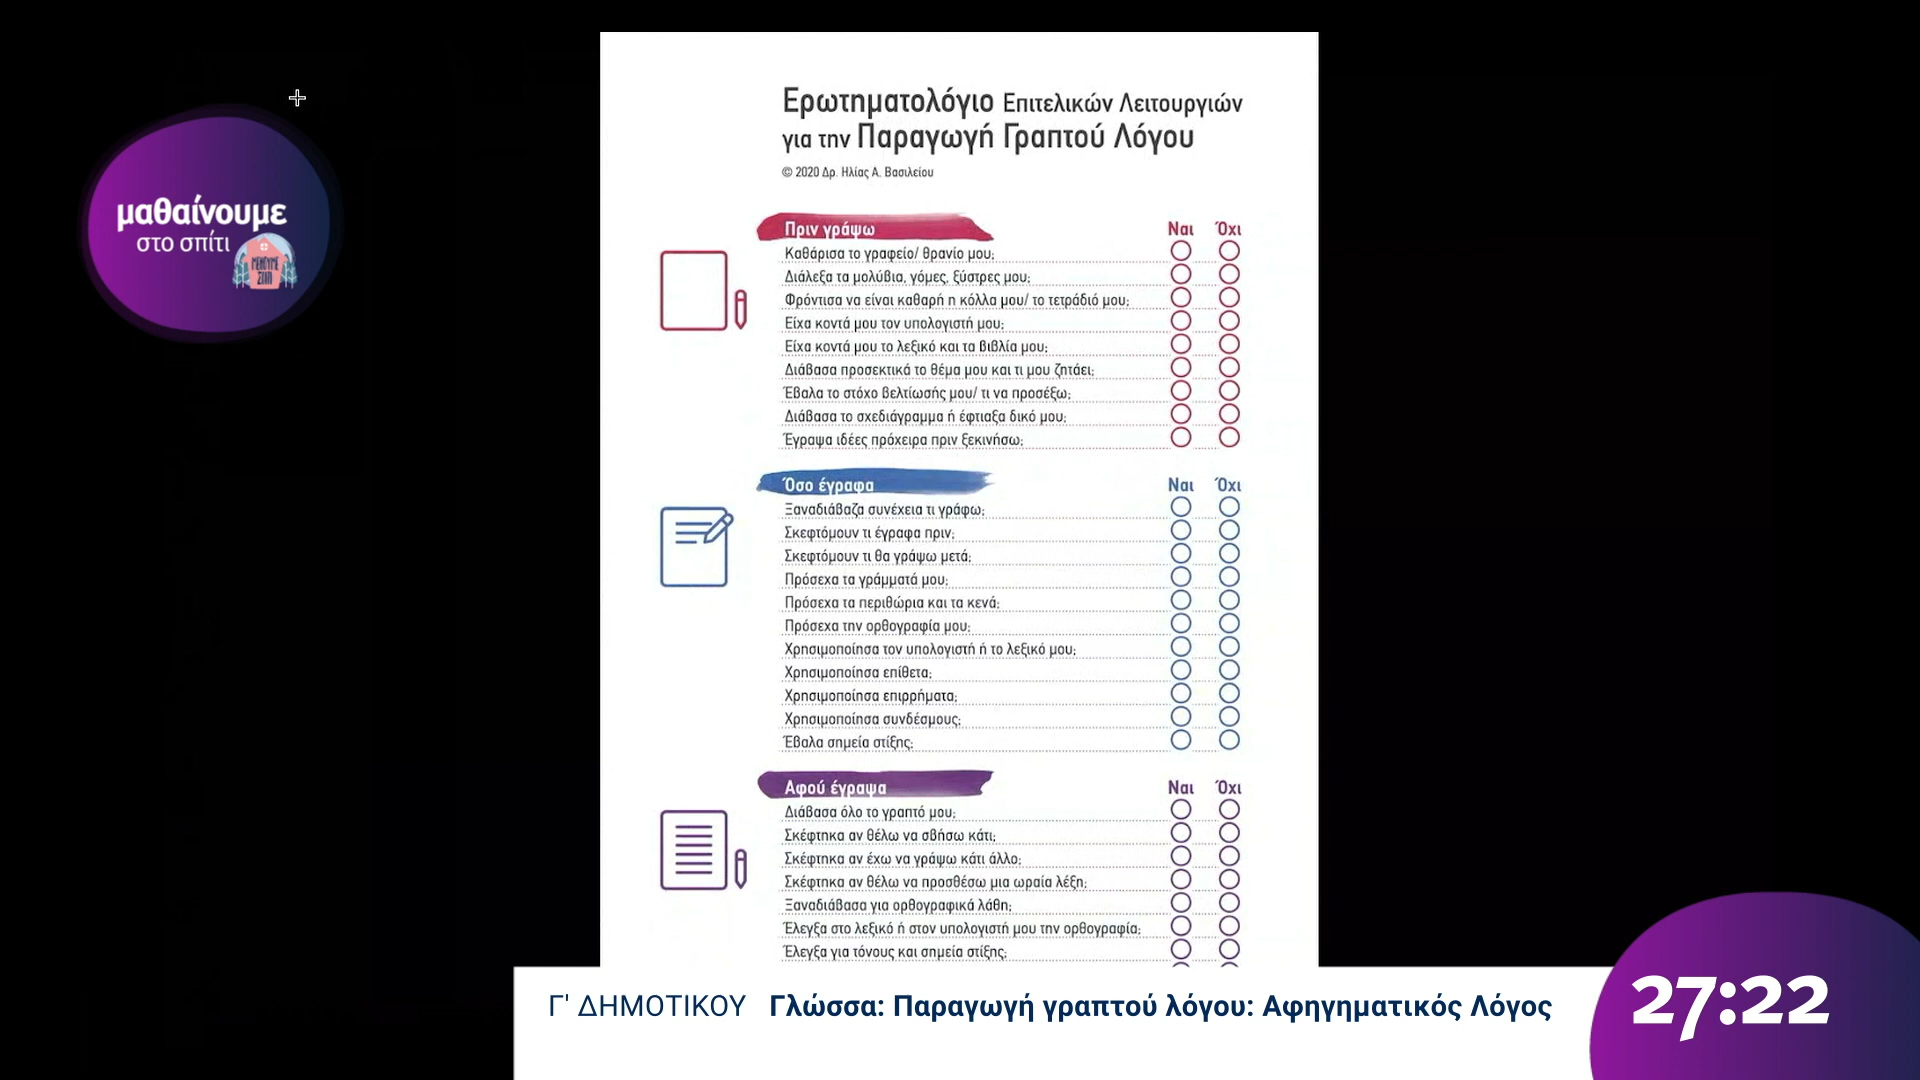 μαθαίνουμε
στο σπίτι
ΜΕΝΟΥΜΕ
ΣΠΙΤΙ
Ερωτηματολόγιο Επιτελικών Λειτουργιών
για την Παραγωγή Γραπτού Λόγου
© 2020 Δρ. Ηλίας Α. Βασιλείου
Πριν γράψω Ναι Όχι
Καθάρισα το γραφείο/ θρανίο μου;
Διάλεξα τα μολύβια, γόμες, ξύστρες μου;
Φρόντισα να είναι καθαρή η κόλλα μου/ το τετράδιό μου;
Είχα κοντά μου τον υπολογιστή μου;
Είχα κοντά μου το λεξικό και τα βιβλία μου;
Διάβασα προσεκτικά το θέμα μου και τι μου ζητάει;
Έβαλα το στόχο βελτίωσής μου/ τι να προσέξω;
Διάβασα το σχεδιάγραμμα ή έφτιαξα δικό μου;
Έγραψα ιδέες πρόχειρα πριν ξεκινήσω;
Όσο έγραφα Ναι Όχι
Ξαναδιάβαζα συνέχεια τι γράφω;
Σκεφτόμουν τι έγραφα πριν;
Σκεφτόμουν τι θα γράψω μετά;
Πρόσεχα τα γράμματά μου;
Πρόσεχα τα περιθώρια και τα κενά;
Πρόσεχα την ορθογραφία μου;
Χρησιμοποίησα τον υπολογιστή ή το λεξικό μου;
Χρησιμοποίησα επίθετα;
Χρησιμοποίησα επιρρήματα;
Χρησιμοποίησα συνδέσμους;
Έβαλα σημεία στίξης;
Αφού έγραψα Ναι Όχι
Διάβασα όλο το γραπτό μου;
Σκέφτηκα αν θέλω να σβήσω κάτι;
Σκέφτηκα αν έχω να γράψω κάτι άλλο;
Σκέφτηκα αν θέλω να προσθέσω μια ωραία λέξη;
Ξαναδιάβασα για ορθογραφικά λάθη;
Έλεγξα στο λεξικό ή στον υπολογιστή μου την ορθογραφία;
Έλεγξα για τόνους και σημεία στίξης;
Γ' ΔΗΜΟΤΙΚΟΥ Γλώσσα: Παραγωγή γραπτού λόγου: Αφηγηματικός Λόγος
27:22